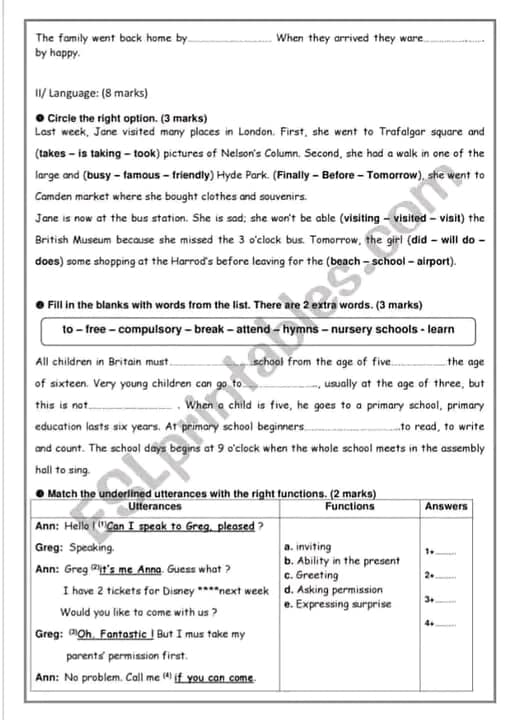 The family went back home by........................ When they arrived they ware...................
by happy.
II/ Language: (8 marks)
❶ Circle the right option. (3 marks)
Last week, Jane visited many places in London. First, she went to Trafalgar square and
(takes – is taking – took) pictures of Nelson's Column. Second, she had a walk in one of the
large and (busy – famous – friendly) Hyde Park. (Finally – Before – Tomorrow), she went to
Camden market where she bought clothes and souvenirs.
Jane is now at the bus station. She is sad; she won't be able (visiting – visited – visit) the
British Museum because she missed the 3 o'clock bus. Tomorrow, the girl (did – will do –
does) some shopping at the Harrod's before leaving for the (beach – school – airport).
❷ Fill in the blanks with words from the list. There are 2 extra words. (3 marks)
to – free – compulsory – break – attend – hymns – nursery schools - learn
All children in Britain must........................school from the age of five................the age
of sixteen. Very young children can go to......................, usually at the age of three, but
this is not........................ . When a child is five, he goes to a primary school, primary
education lasts six years. At primary school beginners...........................to read, to write
and count. The school days begins at 9 o'clock when the whole school meets in the assembly
hall to sing.
❸ Match the underlined utterances with the right functions. (2 marks)
Utterances Functions Answers
Ann: Hello ! (1)Can I speak to Greg, pleased ?
Greg: Speaking.
Ann: Greg (2)it's me Anna. Guess what ?
I have 2 tickets for Disney ****next week
Would you like to come with us ?
Greg: (3)Oh, Fantastic ! But I mus take my
parents' permission first.
Ann: No problem. Call me (4) if you can come.
a. inviting
b. Ability in the present
c. Greeting
d. Asking permission
e. Expressing surprise
1+.......
2+.......
3+.......
4+.......
ESLprintables.com